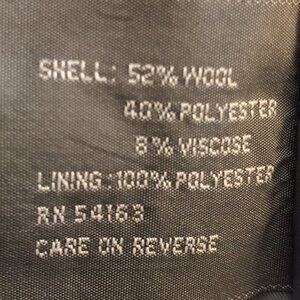 SHELL: 52% WOOL
40% POLYESTER
8% VISCOSE
LINING: 100% POLYESTER
RN 54163
CARE ON REVERSE